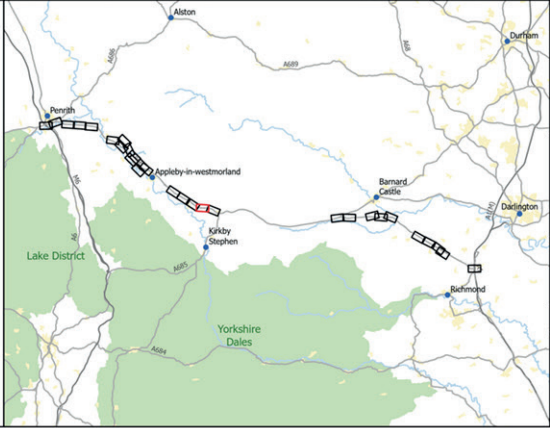 Alston
Durham
A686
A68
A689
Penrith
Appleby-in-westmorland
Barnard
Castle
Darlington
A1(M)
M6
A6
Lake District
Kirkby
Stephen
A685
Richmond
Yorkshire
Dales
A684